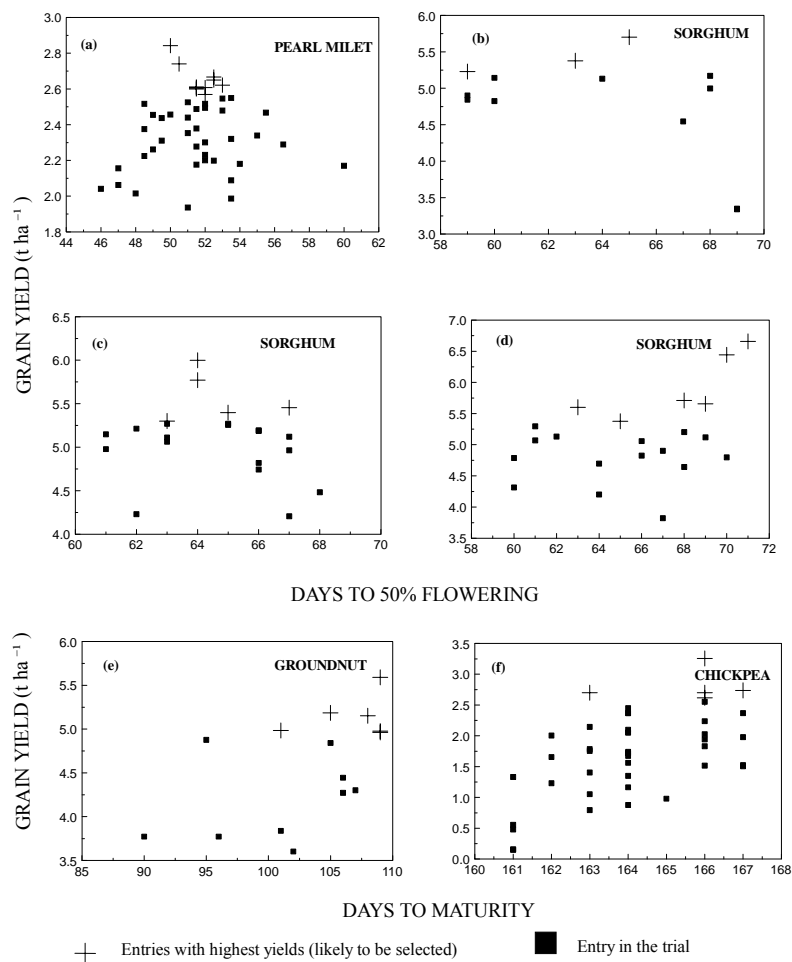 GRAIN YIELD (t ha⁻¹)
(a)
PEARL MILET
3.0
2.8
2.6
2.4
2.2
2.0
1.8
44 46 48 50 52 54 56 58 60 62
(b)
SORGHUM
6.0
5.5
5.0
4.5
4.0
3.5
3.0
58 60 62 64 66 68 70
(c)
SORGHUM
6.5
6.0
5.5
5.0
4.5
4.0
60 62 64 66 68 70
(d)
SORGHUM
7.0
6.5
6.0
5.5
5.0
4.5
4.0
3.5
58 60 62 64 66 68 70 72
DAYS TO 50% FLOWERING
GRAIN YIELD (t ha⁻¹)
(e)
GROUNDNUT
6.0
5.5
5.0
4.5
4.0
3.5
85 90 95 100 105 110
(f)
CHICKPEA
3.5
3.0
2.5
2.0
1.5
1.0
0.5
0.0
160 161 162 163 164 165 166 167 168
DAYS TO MATURITY
Entries with highest yields (likely to be selected)
Entry in the trial